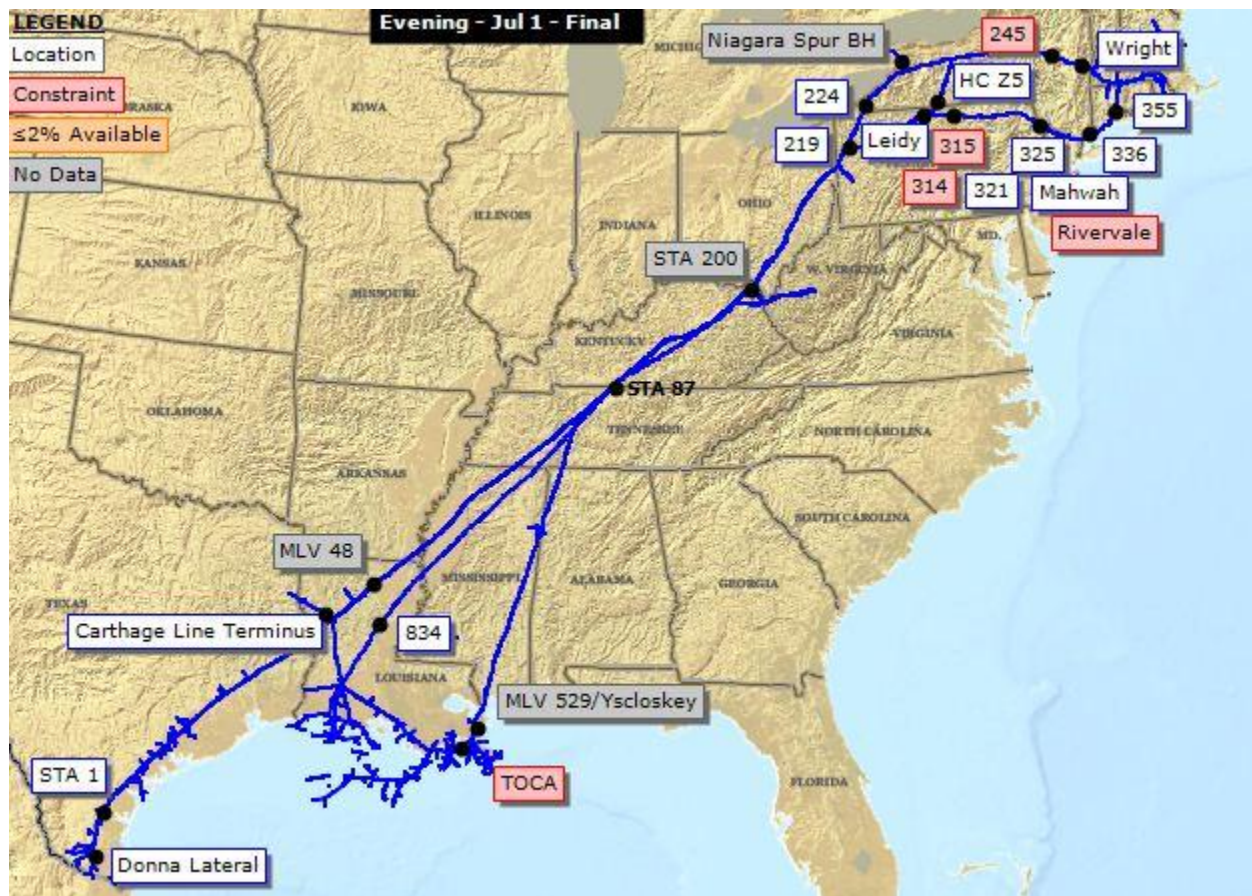 LEGEND
Location
Constraint
≤2% Available
No Data
Evening - Jul 1 - Final
Niagara Spur BH
245
Wright
HC Z5
224
355
219
Leidy
315
325
336
314
321
Mahwah
Rivervale
STA 200
STA 87
MLV 48
Carthage Line Terminus
834
MLV 529/Yscloskey
STA 1
TOCA
Donna Lateral
IOWA
ILLINOIS
INDIANA
OHIO
MD.
W. VIRGINIA
VIRGINIA
KANSAS
MISSOURI
KENTUCKY
OKLAHOMA
TENNESSEE
NORTH CAROLINA
ARKANSAS
SOUTH CAROLINA
MISSISSIPPI
ALABAMA
GEORGIA
TEXAS
LOUISIANA
FLORIDA